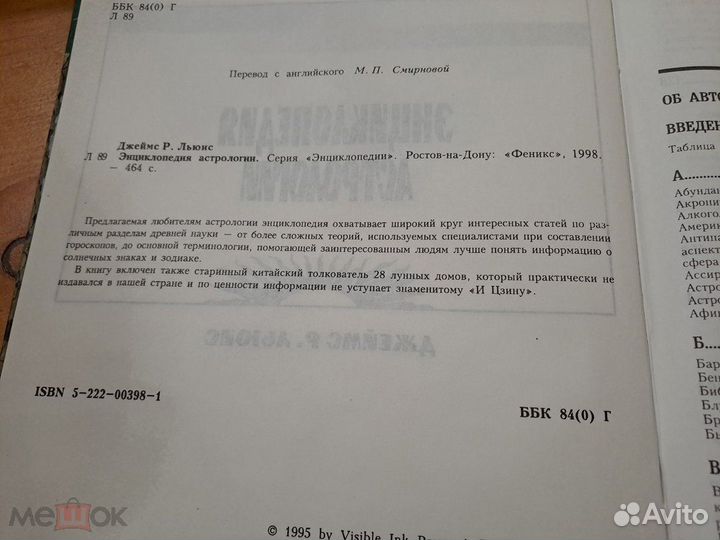 ББК 84(0) Г
Л 89
Перевод с английского М. П. Смирновой
Джеймс Р. Льюис
Л 89 Энциклопедия астрологии. Серия «Энциклопедии». Ростов-на-Дону: «Феникс», 1998.
— 464 с.
Предлагаемая любителям астрологии энциклопедия охватывает широкий круг интересных статей по раз-
личным разделам древней науки — от более сложных теорий, используемых специалистами при составлении
гороскопов, до основной терминологии, помогающей заинтересованным людям лучше понять информацию о
солнечных знаках и зодиаке.
В книгу включен также старинный китайский толкователь 28 лунных домов, который практически не
издавался в нашей стране и по ценности информации не уступает знаменитому «И Цзину».
ISBN 5-222-00398-1
ББК 84(0) Г
© 1995 by Visible Ink
ОБ АВТО
ВВЕДЕН
Таблица
А
Абундан
Акрони
Алкого
Америк
Антипа
аспект
сфера
Ассир
Астро
Астро
Афин
Б
Бар
Бен
Биб
Бл
Бр
Бы
В
мешок
Avito